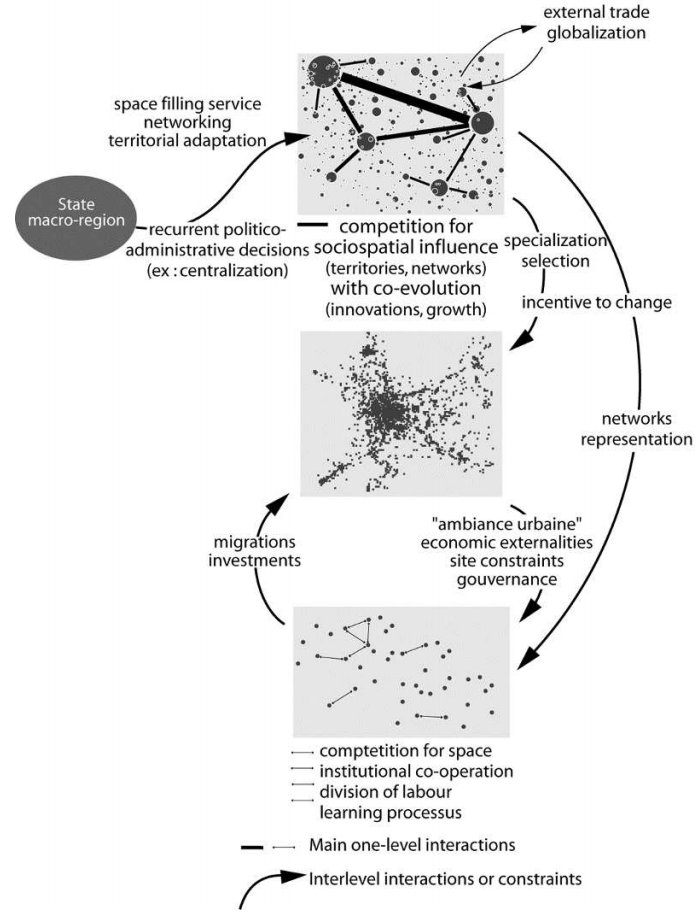 external trade
globalization
space filling service
networking
territorial adaptation
State
macro-region
recurrent politico-
administrative decisions
(ex : centralization)
competition for
sociospatial influence
(territories, networks)
with co-evolution
(innovations, growth)
specialization
selection
incentive to change
networks
representation
migrations
investments
"ambiance urbaine"
economic externalities
site constraints
gouvernance
comptetition for space
institutional co-operation
division of labour
learning processus
Main one-level interactions
Interlevel interactions or constraints